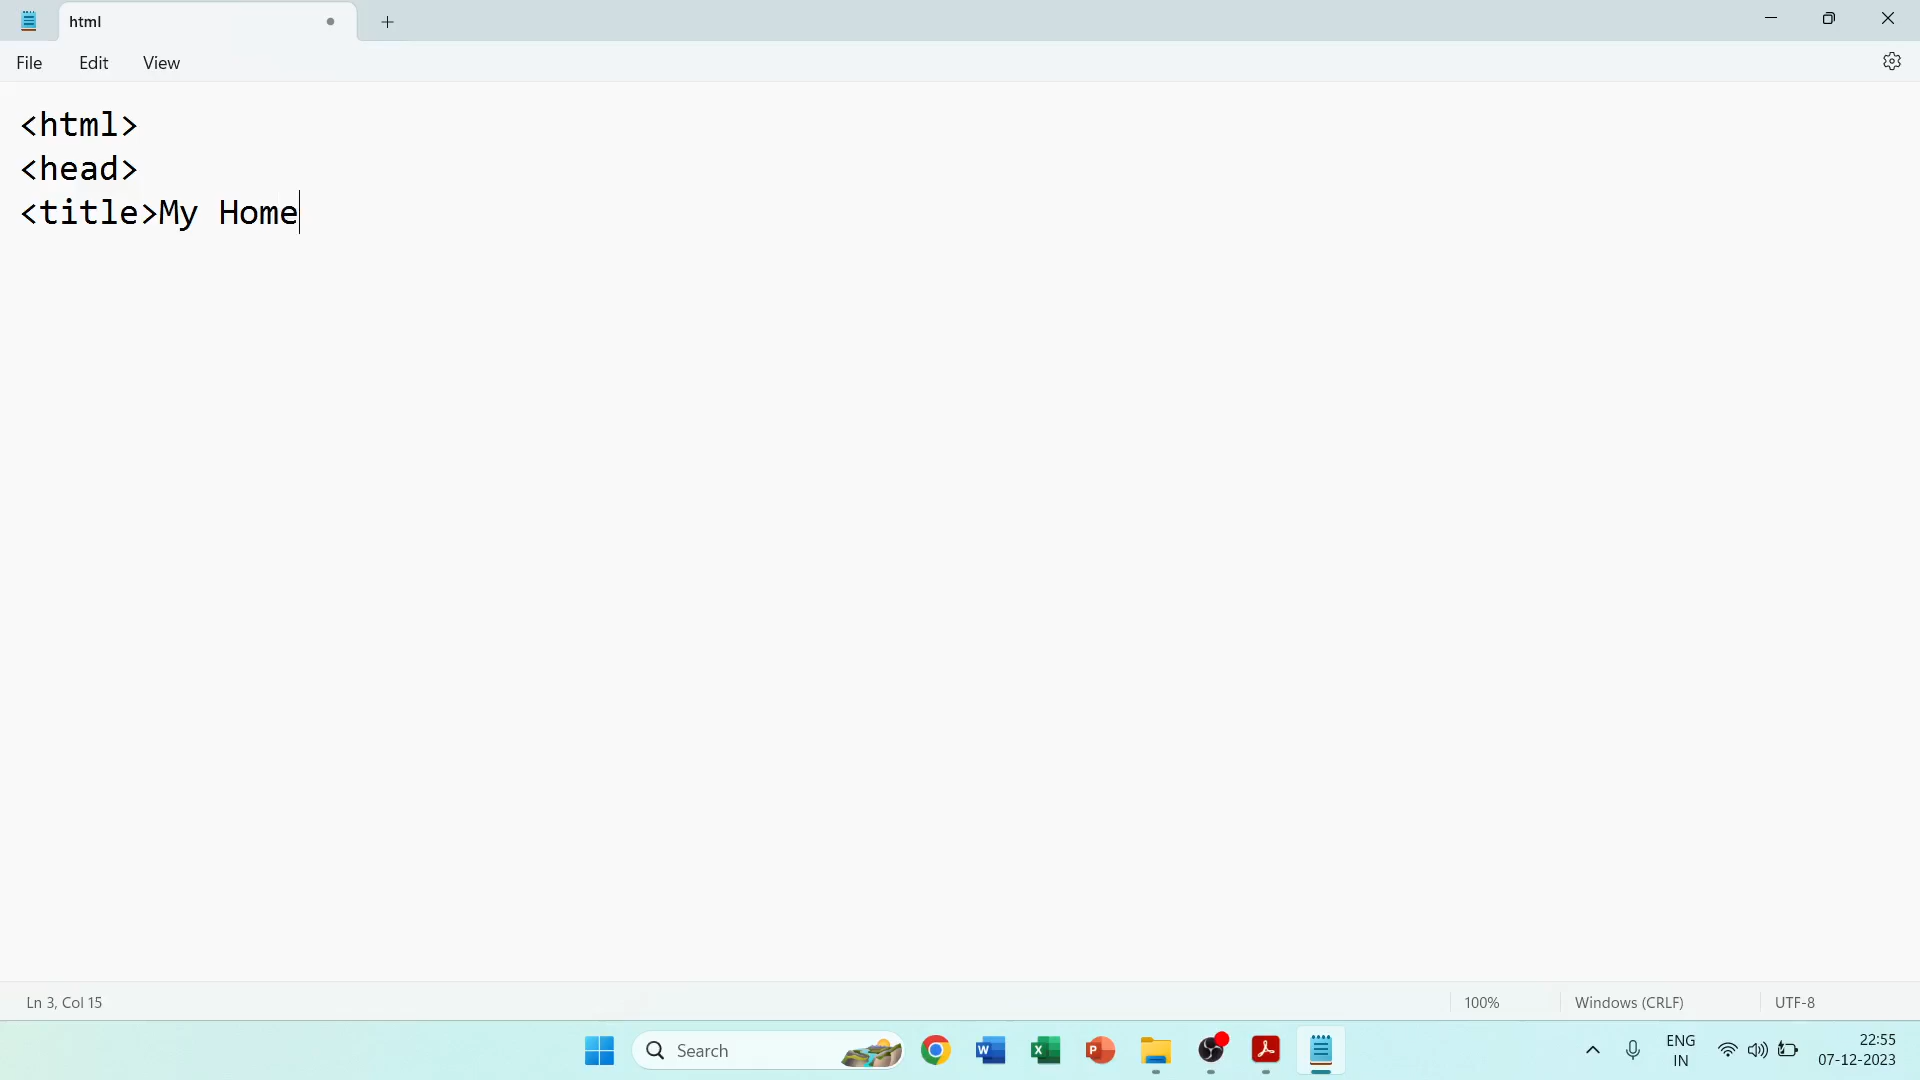 html
File Edit View
<html>
<head>
<title>My Home
Ln 3, Col 15 100% Windows (CRLF) UTF-8
Search ENG 22:55
IN 07-12-2023